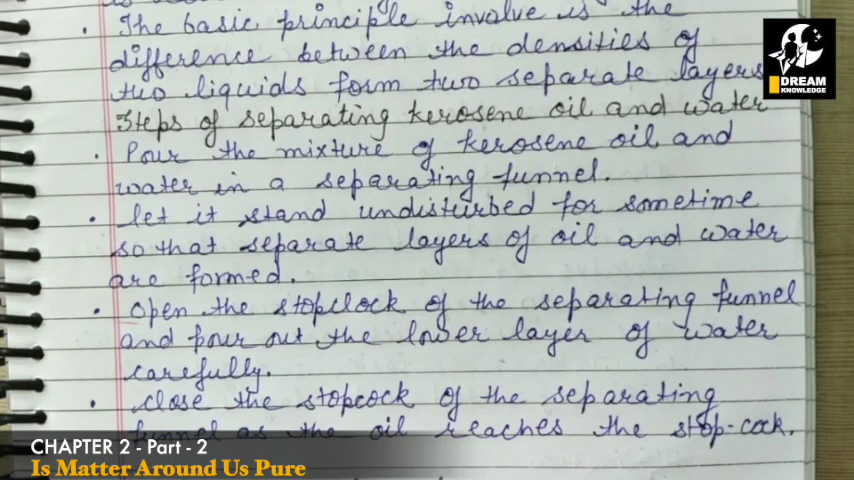 • The basic principle involve is the
difference between the densities of
two liquids form two separate layers
Steps of separating kerosene oil and water
• Pour the mixture of kerosene oil and
water in a separating funnel.
• let it stand undisturbed for sometime
so that separate layers of oil and water
are formed.
• Open the stopclock of the separating funnel
and pour out the lower layer of water
carefully.
• close the stopcock of the separating
funnel as the oil reaches the stop-cock.
DREAM
KNOWLEDGE
CHAPTER 2 - Part - 2
Is Matter Around Us Pure